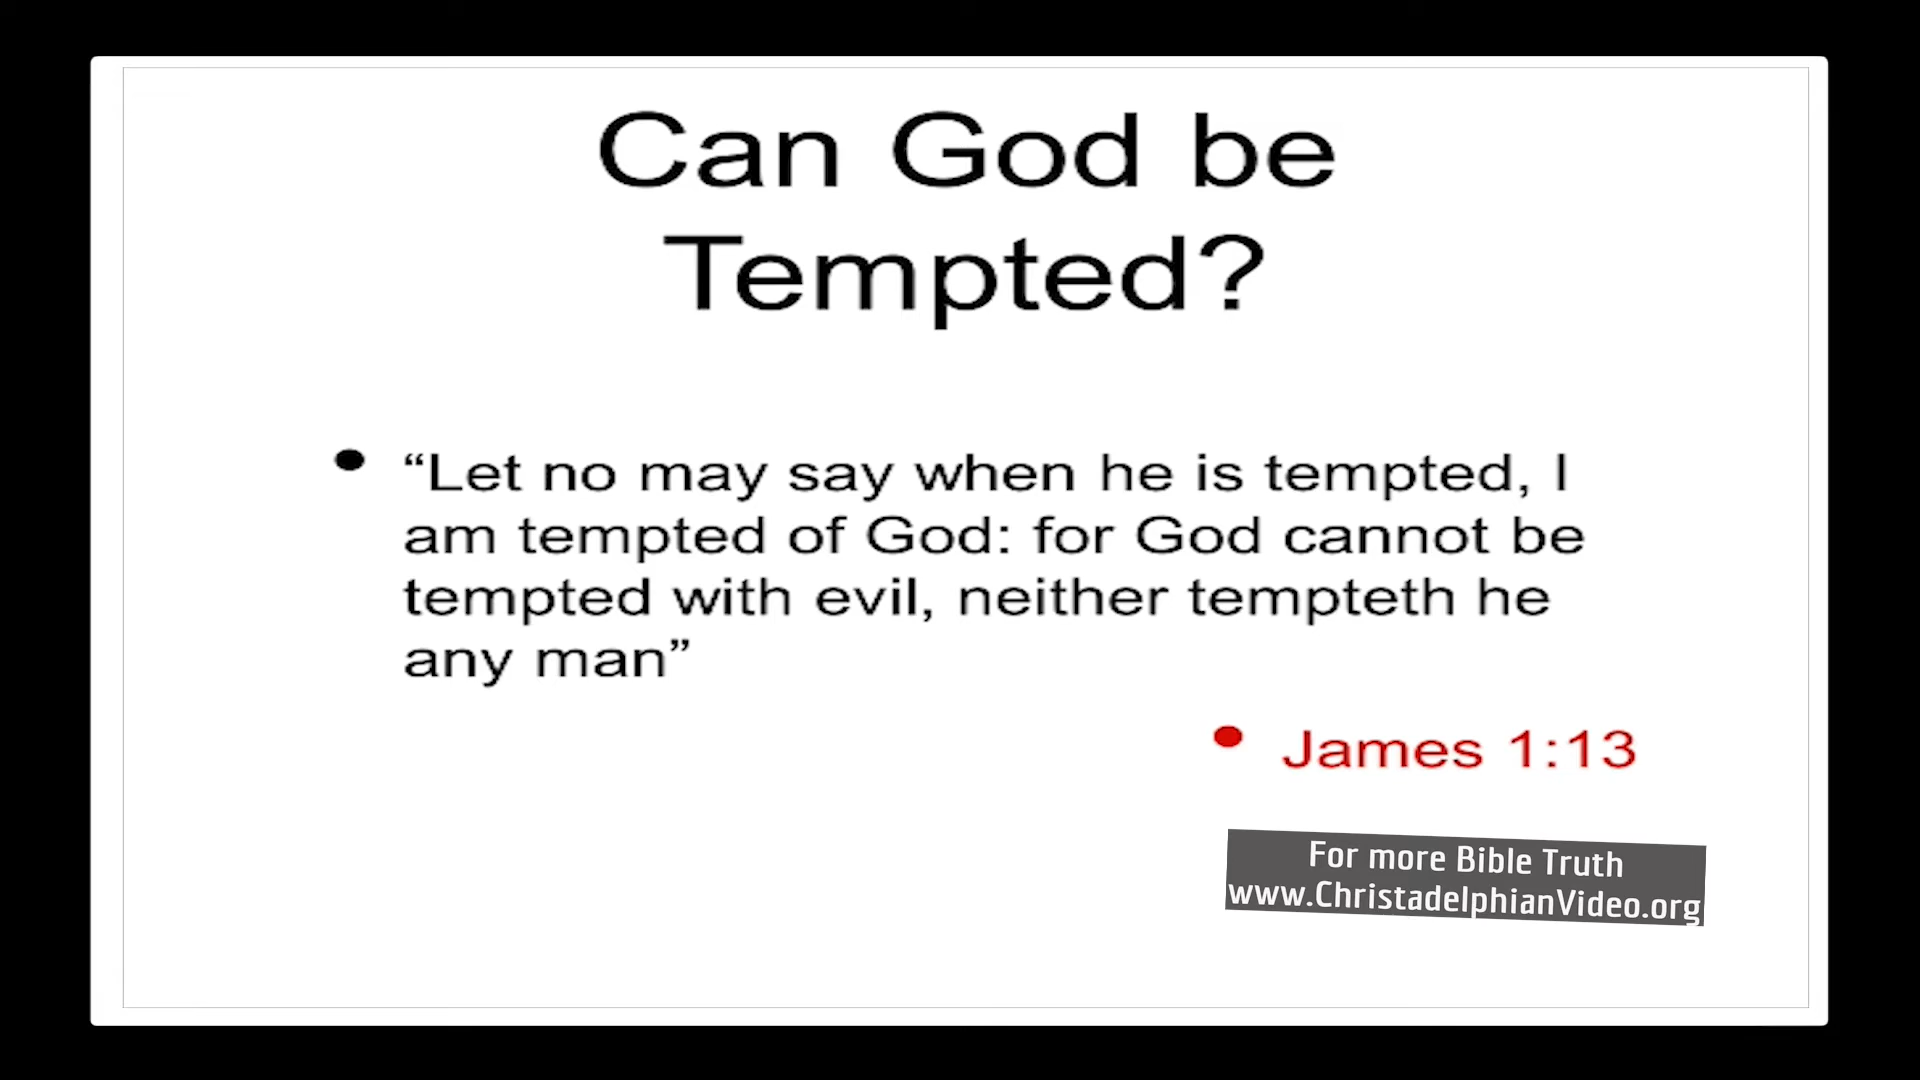 Can God be
Tempted?
• “Let no may say when he is tempted, I
am tempted of God: for God cannot be
tempted with evil, neither tempteth he
any man”
• James 1:13
For more Bible Truth
www.ChristadelphianVideo.org